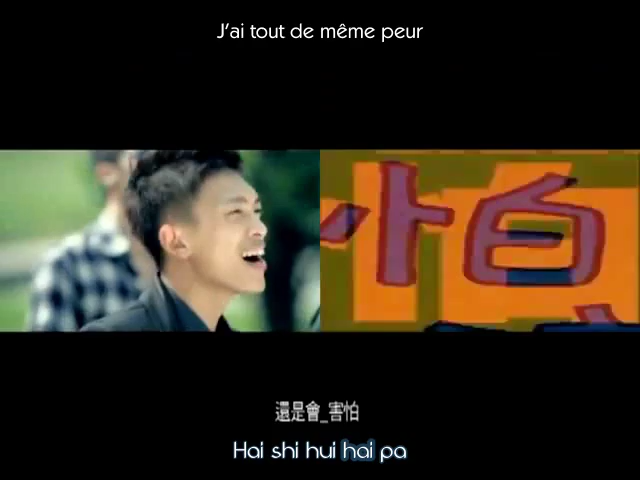 J'ai tout de même peur
怕
還是會_害怕
Hai shi hui hai pa